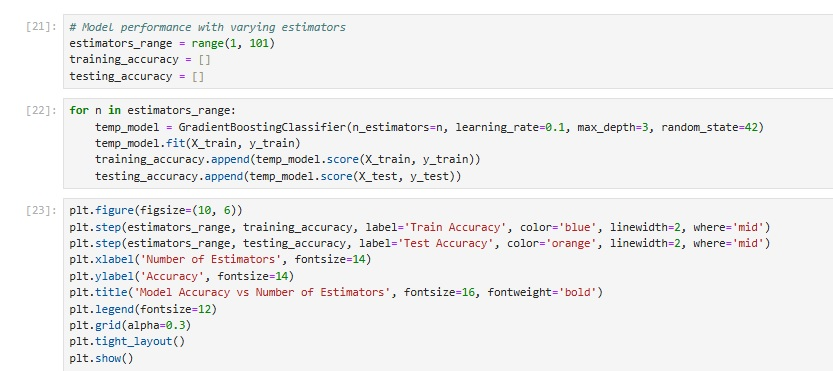 [21]: # Model performance with varying estimators
estimators_range = range(1, 101)
training_accuracy = []
testing_accuracy = []
[22]: for n in estimators_range:
    temp_model = GradientBoostingClassifier(n_estimators=n, learning_rate=0.1, max_depth=3, random_state=42)
    temp_model.fit(X_train, y_train)
    training_accuracy.append(temp_model.score(X_train, y_train))
    testing_accuracy.append(temp_model.score(X_test, y_test))
[23]: plt.figure(figsize=(10, 6))
plt.step(estimators_range, training_accuracy, label='Train Accuracy', color='blue', linewidth=2, where='mid')
plt.step(estimators_range, testing_accuracy, label='Test Accuracy', color='orange', linewidth=2, where='mid')
plt.xlabel('Number of Estimators', fontsize=14)
plt.ylabel('Accuracy', fontsize=14)
plt.title('Model Accuracy vs Number of Estimators', fontsize=16, fontweight='bold')
plt.legend(fontsize=12)
plt.grid(alpha=0.3)
plt.tight_layout()
plt.show()